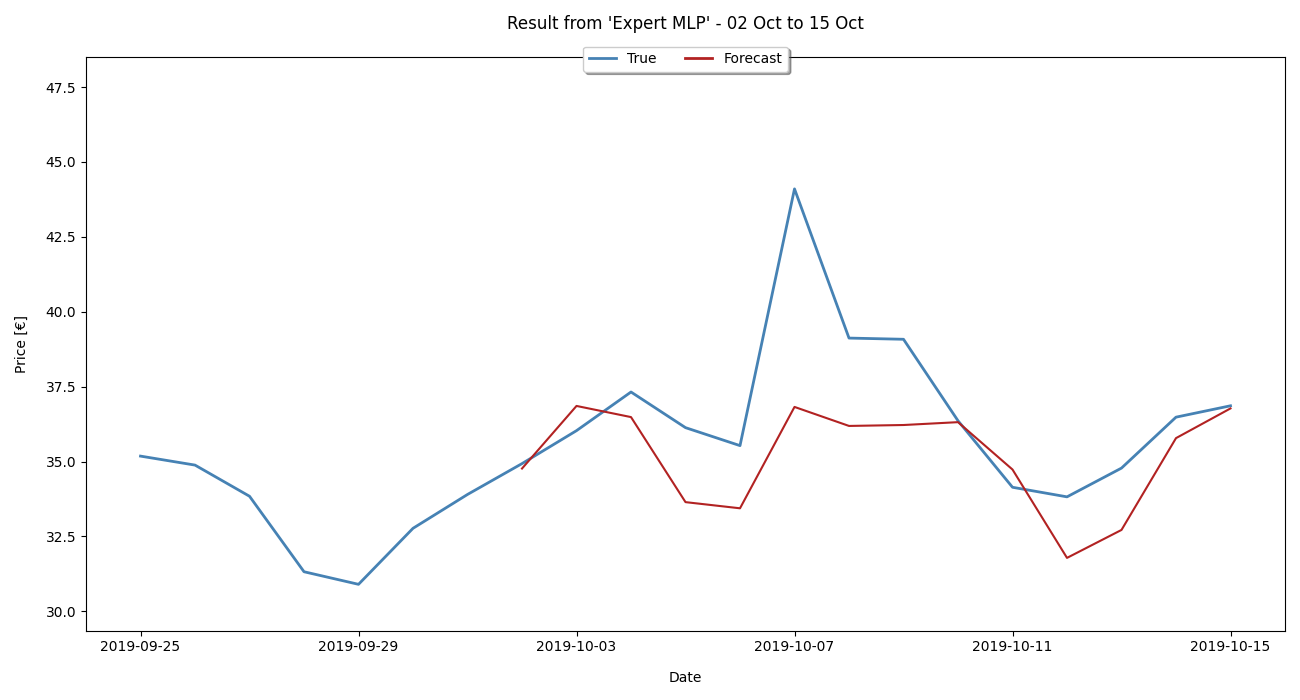 Result from 'Expert MLP' - 02 Oct to 15 Oct
True Forecast
47.5
45.0
42.5
40.0
37.5
35.0
32.5
30.0
Price [€]
2019-09-25 2019-09-29 2019-10-03 2019-10-07 2019-10-11 2019-10-15
Date